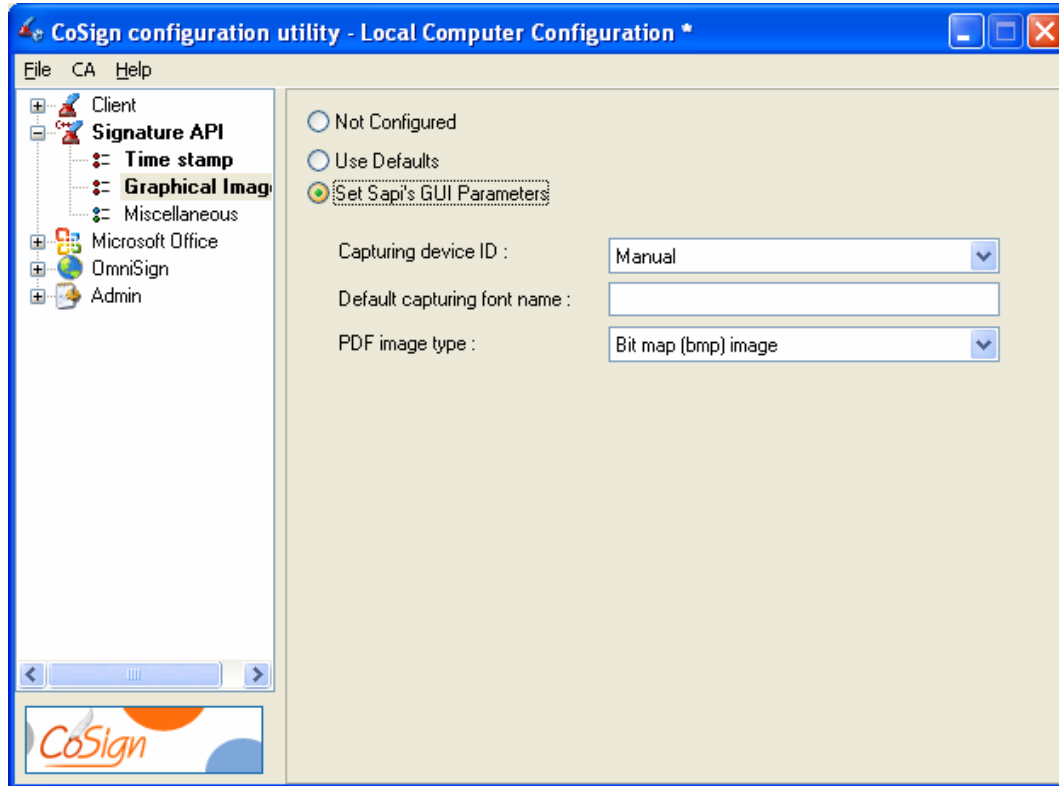 CoSign configuration utility - Local Computer Configuration *
File CA Help
Client
Signature API
Time stamp
Graphical Imag
Miscellaneous
Microsoft Office
OmniSign
Admin
Not Configured
Use Defaults
Set Sapi's GUI Parameters
Capturing device ID : Manual
Default capturing font name :
PDF image type : Bit map (bmp) image
CoSign